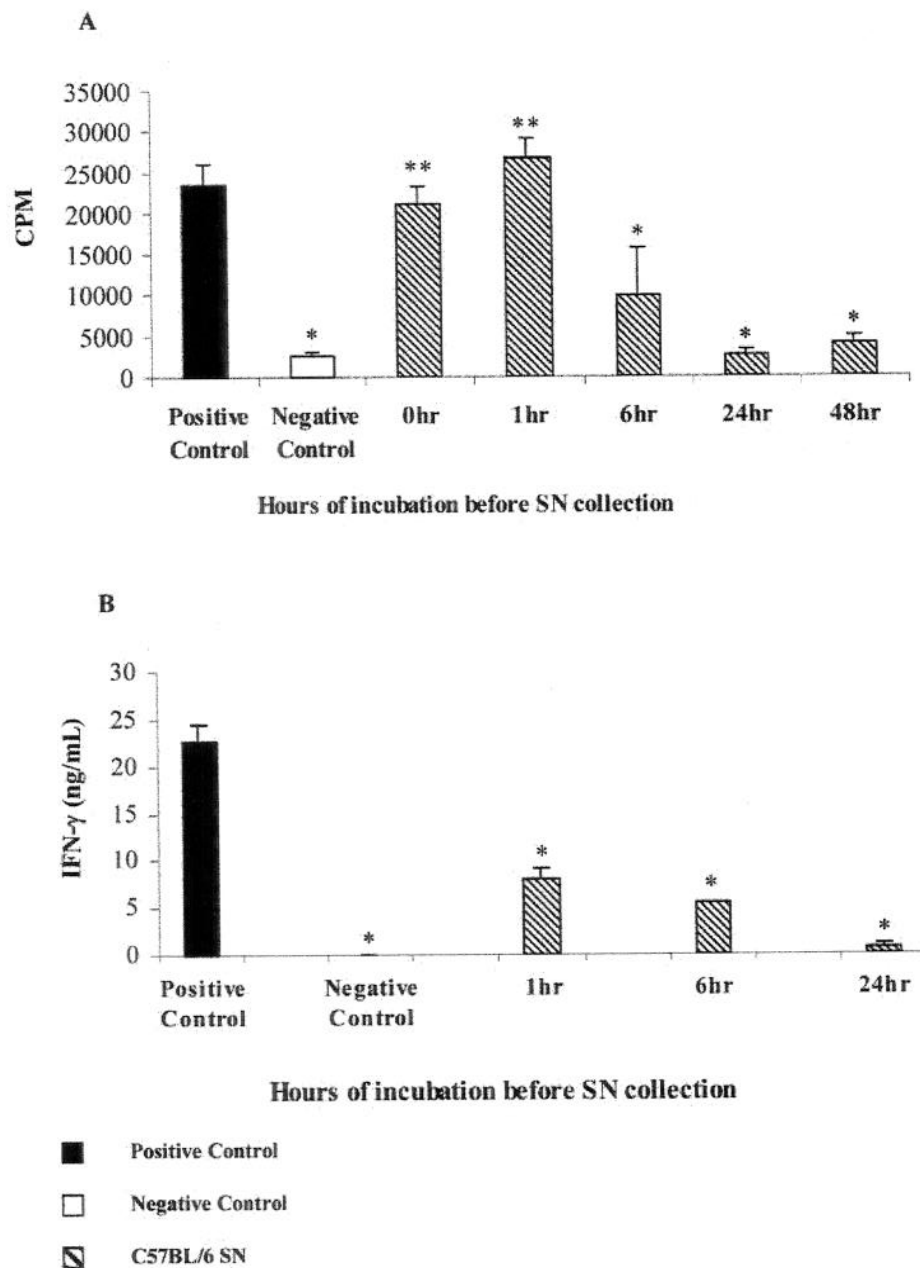 A
35000
30000
25000
20000
15000
10000
5000
0
CPM
**
**
*
*
*
*
Positive Control
Negative Control
0hr
1hr
6hr
24hr
48hr
Hours of incubation before SN collection
B
30
25
20
15
10
5
0
IFN-γ (ng/mL)
*
*
*
*
Positive Control
Negative Control
1hr
6hr
24hr
Hours of incubation before SN collection
Positive Control
Negative Control
C57BL/6 SN